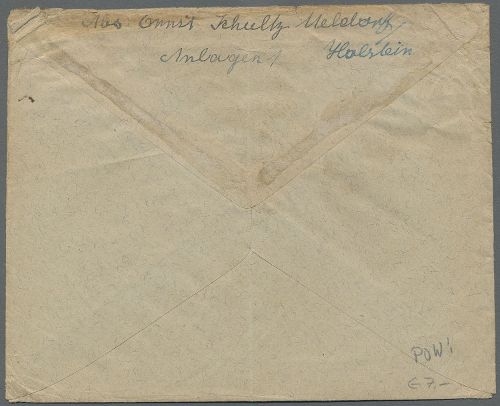 Abs. Ernst Schultz Meldorf
Anlagen 1 Holstein
POW!
€ 7.-